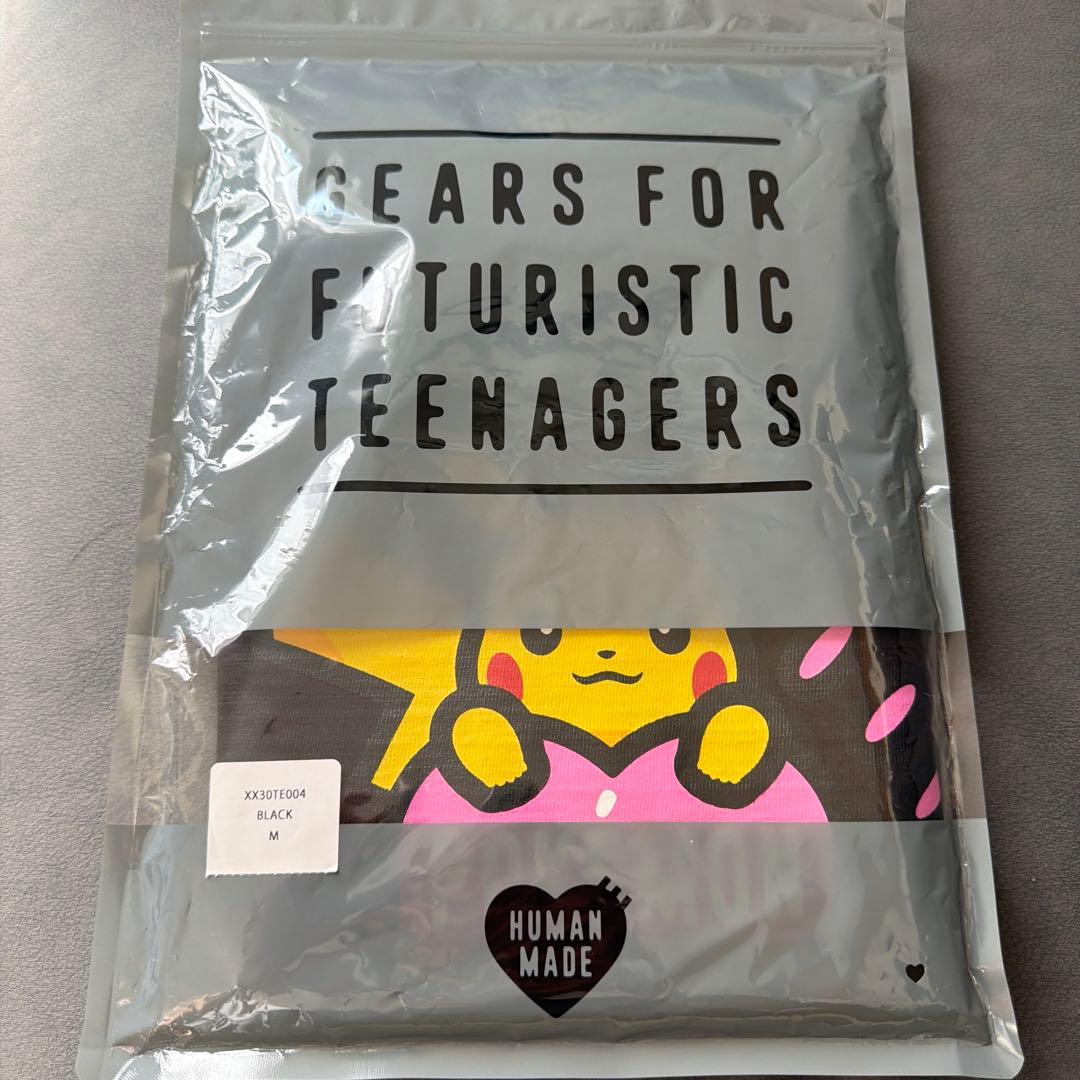 GEARS FOR
FUTURISTIC
TEENAGERS
XX30TE004
BLACK
M
HUMAN
MADE